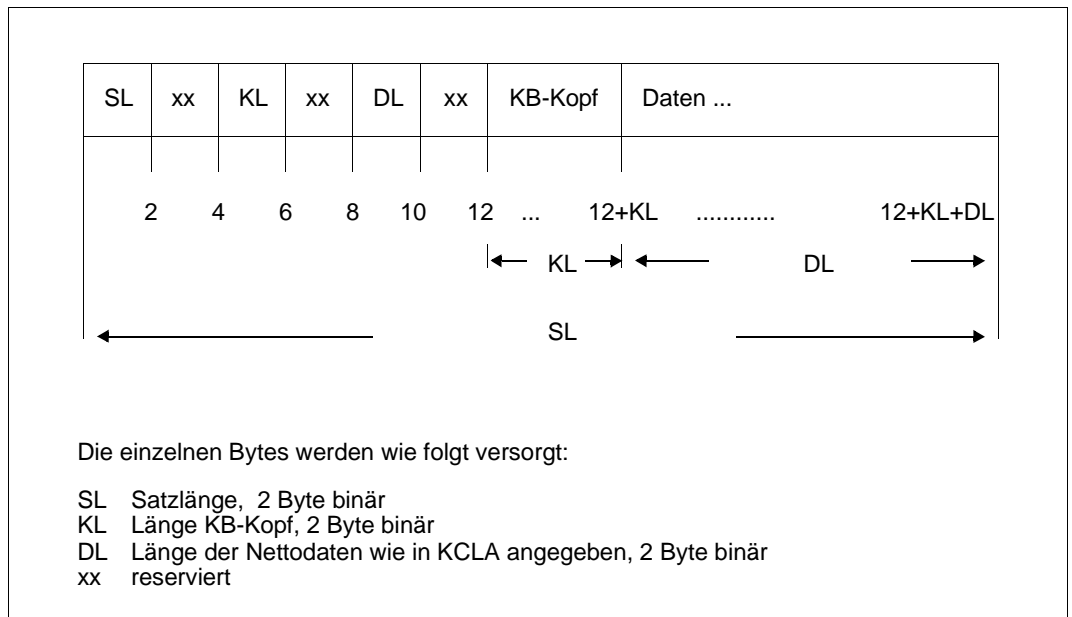 SL xx KL xx DL xx KB-Kopf Daten ...
2 4 6 8 10 12 ... 12+KL ............ 12+KL+DL
KL DL
SL
Die einzelnen Bytes werden wie folgt versorgt:
SL Satzlänge, 2 Byte binär
KL Länge KB-Kopf, 2 Byte binär
DL Länge der Nettodaten wie in KCLA angegeben, 2 Byte binär
xx reserviert